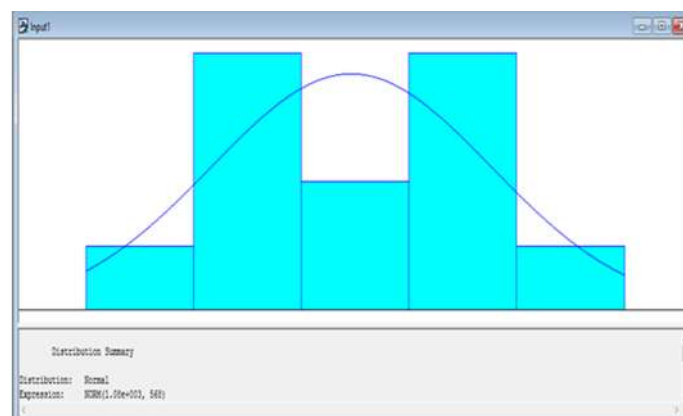 Input1
Distribution Summary
Distribution: Normal
Expression: NORM(1.08e+003, 568)